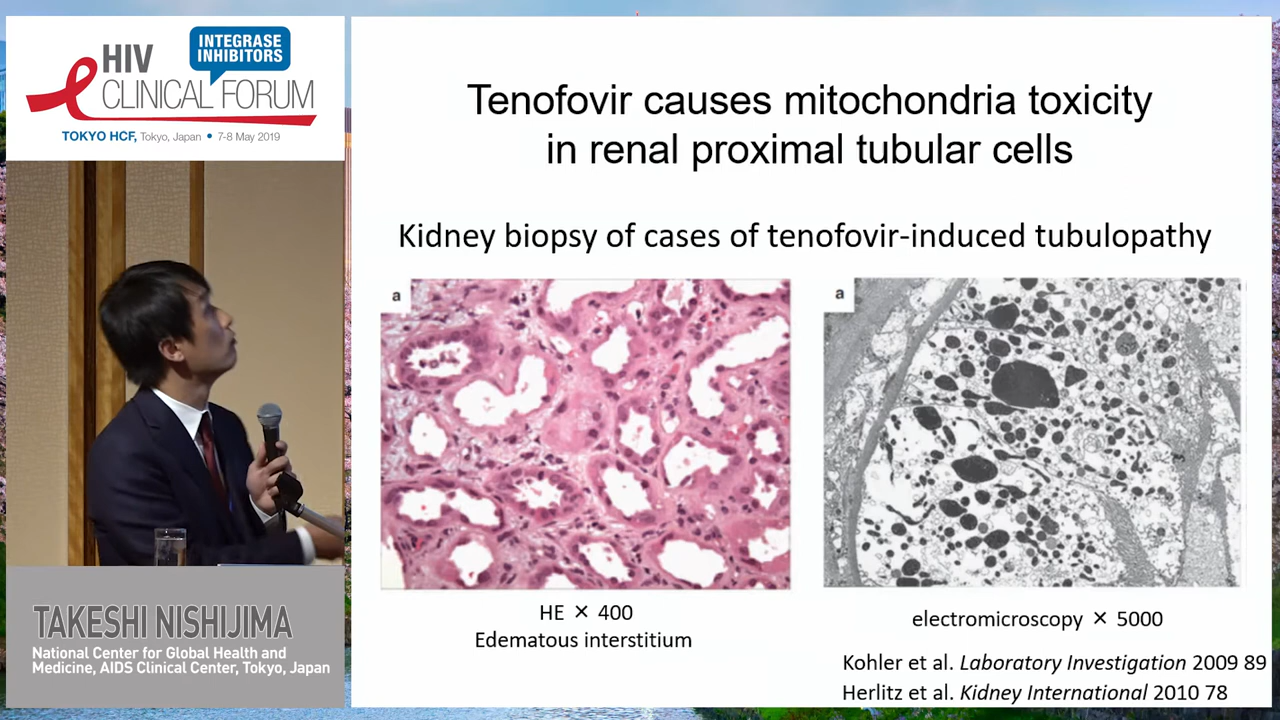 HIV
INTEGRASE
INHIBITORS
CLINICAL FORUM
TOKYO HCF, Tokyo, Japan • 7-8 May 2019
Tenofovir causes mitochondria toxicity
in renal proximal tubular cells
Kidney biopsy of cases of tenofovir-induced tubulopathy
a
a
HE × 400
Edematous interstitium
electromicroscopy × 5000
Kohler et al. Laboratory Investigation 2009 89
Herlitz et al. Kidney International 2010 78
TAKESHI NISHIJIMA
National Center for Global Health and
Medicine, AIDS Clinical Center, Tokyo, Japan